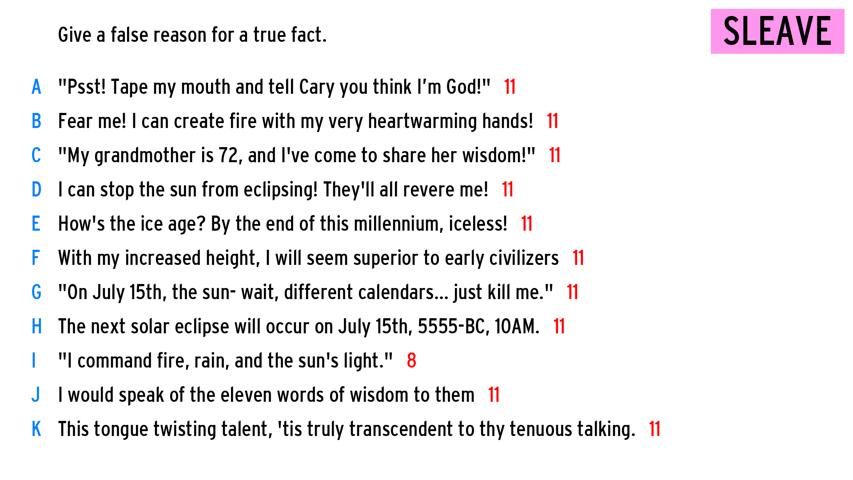 Give a false reason for a true fact.
SLEAVE
A "Psst! Tape my mouth and tell Cary you think I'm God!" 11
B Fear me! I can create fire with my very heartwarming hands! 11
C "My grandmother is 72, and I've come to share her wisdom!" 11
D I can stop the sun from eclipsing! They'll all revere me! 11
E How's the ice age? By the end of this millennium, iceless! 11
F With my increased height, I will seem superior to early civilizers 11
G "On July 15th, the sun- wait, different calendars... just kill me." 11
H The next solar eclipse will occur on July 15th, 5555-BC, 10AM. 11
I "I command fire, rain, and the sun's light." 8
J I would speak of the eleven words of wisdom to them 11
K This tongue twisting talent, 'tis truly transcendent to thy tenuous talking. 11